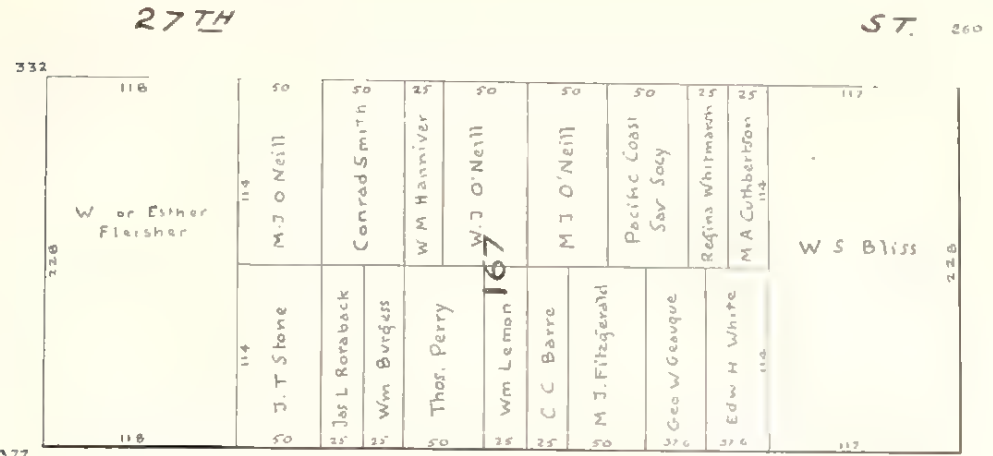 27TH ST. 260
332
118 50 50 25 50 50 50 25 25 117
W or Esther
Fleisher
228
114
M.J O Neill
Conrad Smith
W M Hanniver
W. J O'Neill
M J O'Neill
Pacific Coast
Sav Socy
Regina Whitmarsh
M A Cuthbertson
114
W S Bliss
228
167
114
J. T Stone
Jas L Roraback
Wm Burgess
Thos. Perry
Wm Lemon
C C Barre
M J. Fitzgerald
Geo W Geauque
Edw H White
114
118 50 25 25 50 25 25 50 37 6 37 6 117